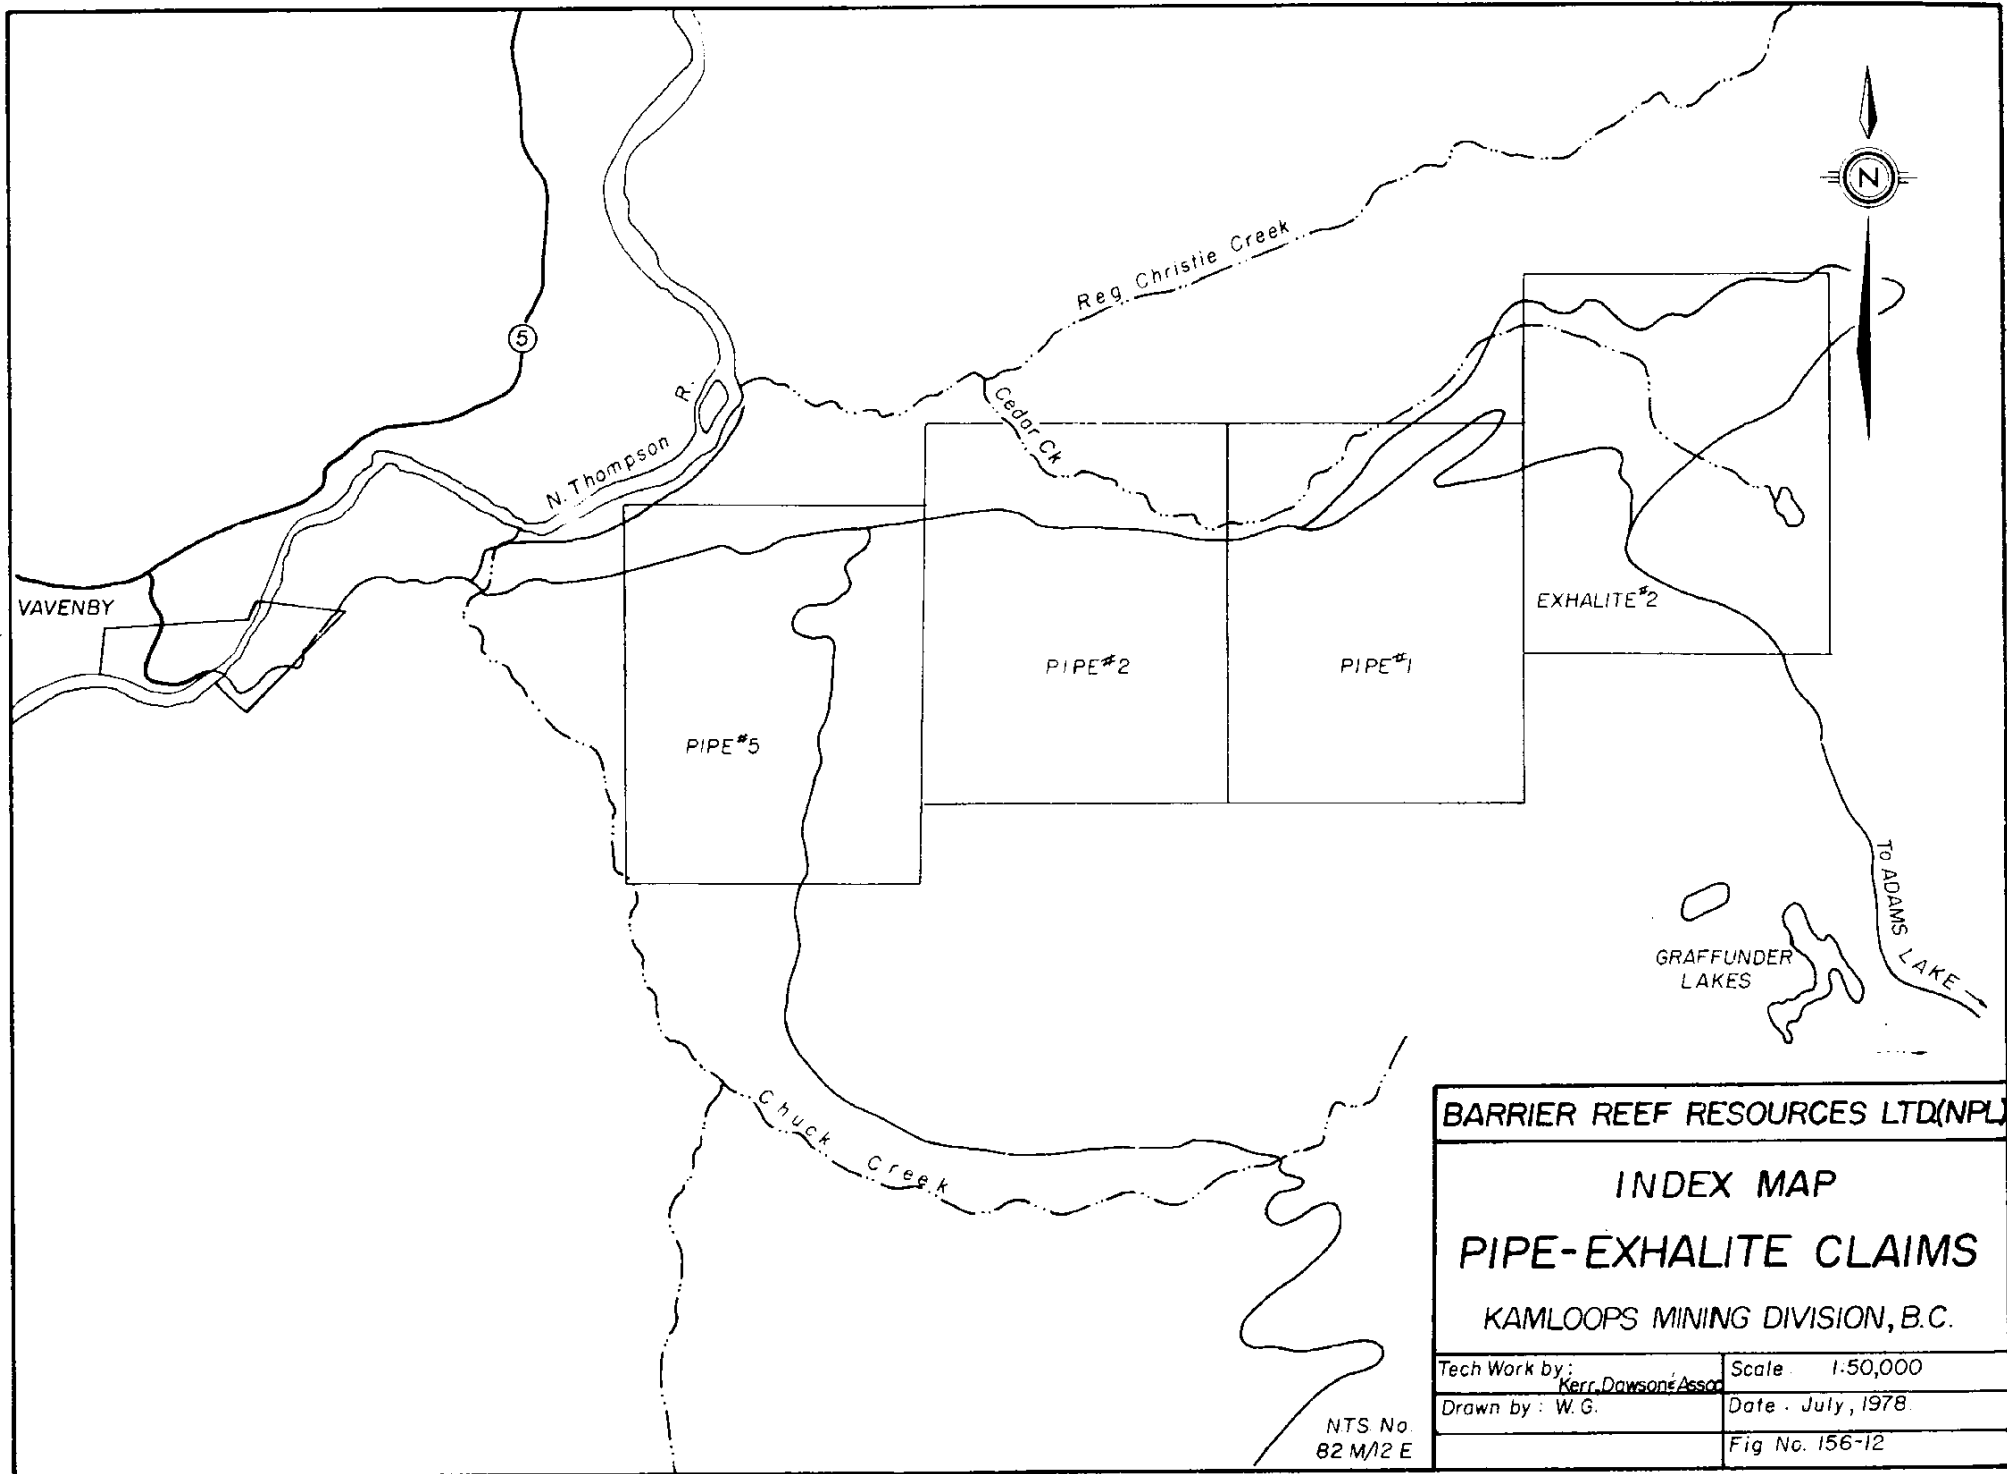 N
Reg Christie Creek
5
R.
Cedar Ck
N. Thompson
VAVENBY
EXHALITE #2
PIPE #2
PIPE #1
PIPE #5
To ADAMS LAKE
GRAFFUNDER
LAKES
Chuck Creek
BARRIER REEF RESOURCES LTD(NPL)
INDEX MAP
PIPE-EXHALITE CLAIMS
KAMLOOPS MINING DIVISION, B.C.
Tech Work by:
Kerr, Dawson & Assoc
Scale 1:50,000
Drawn by: W.G.
Date. July, 1978
Fig No. 156-12
N.T.S. No.
82 M/12 E